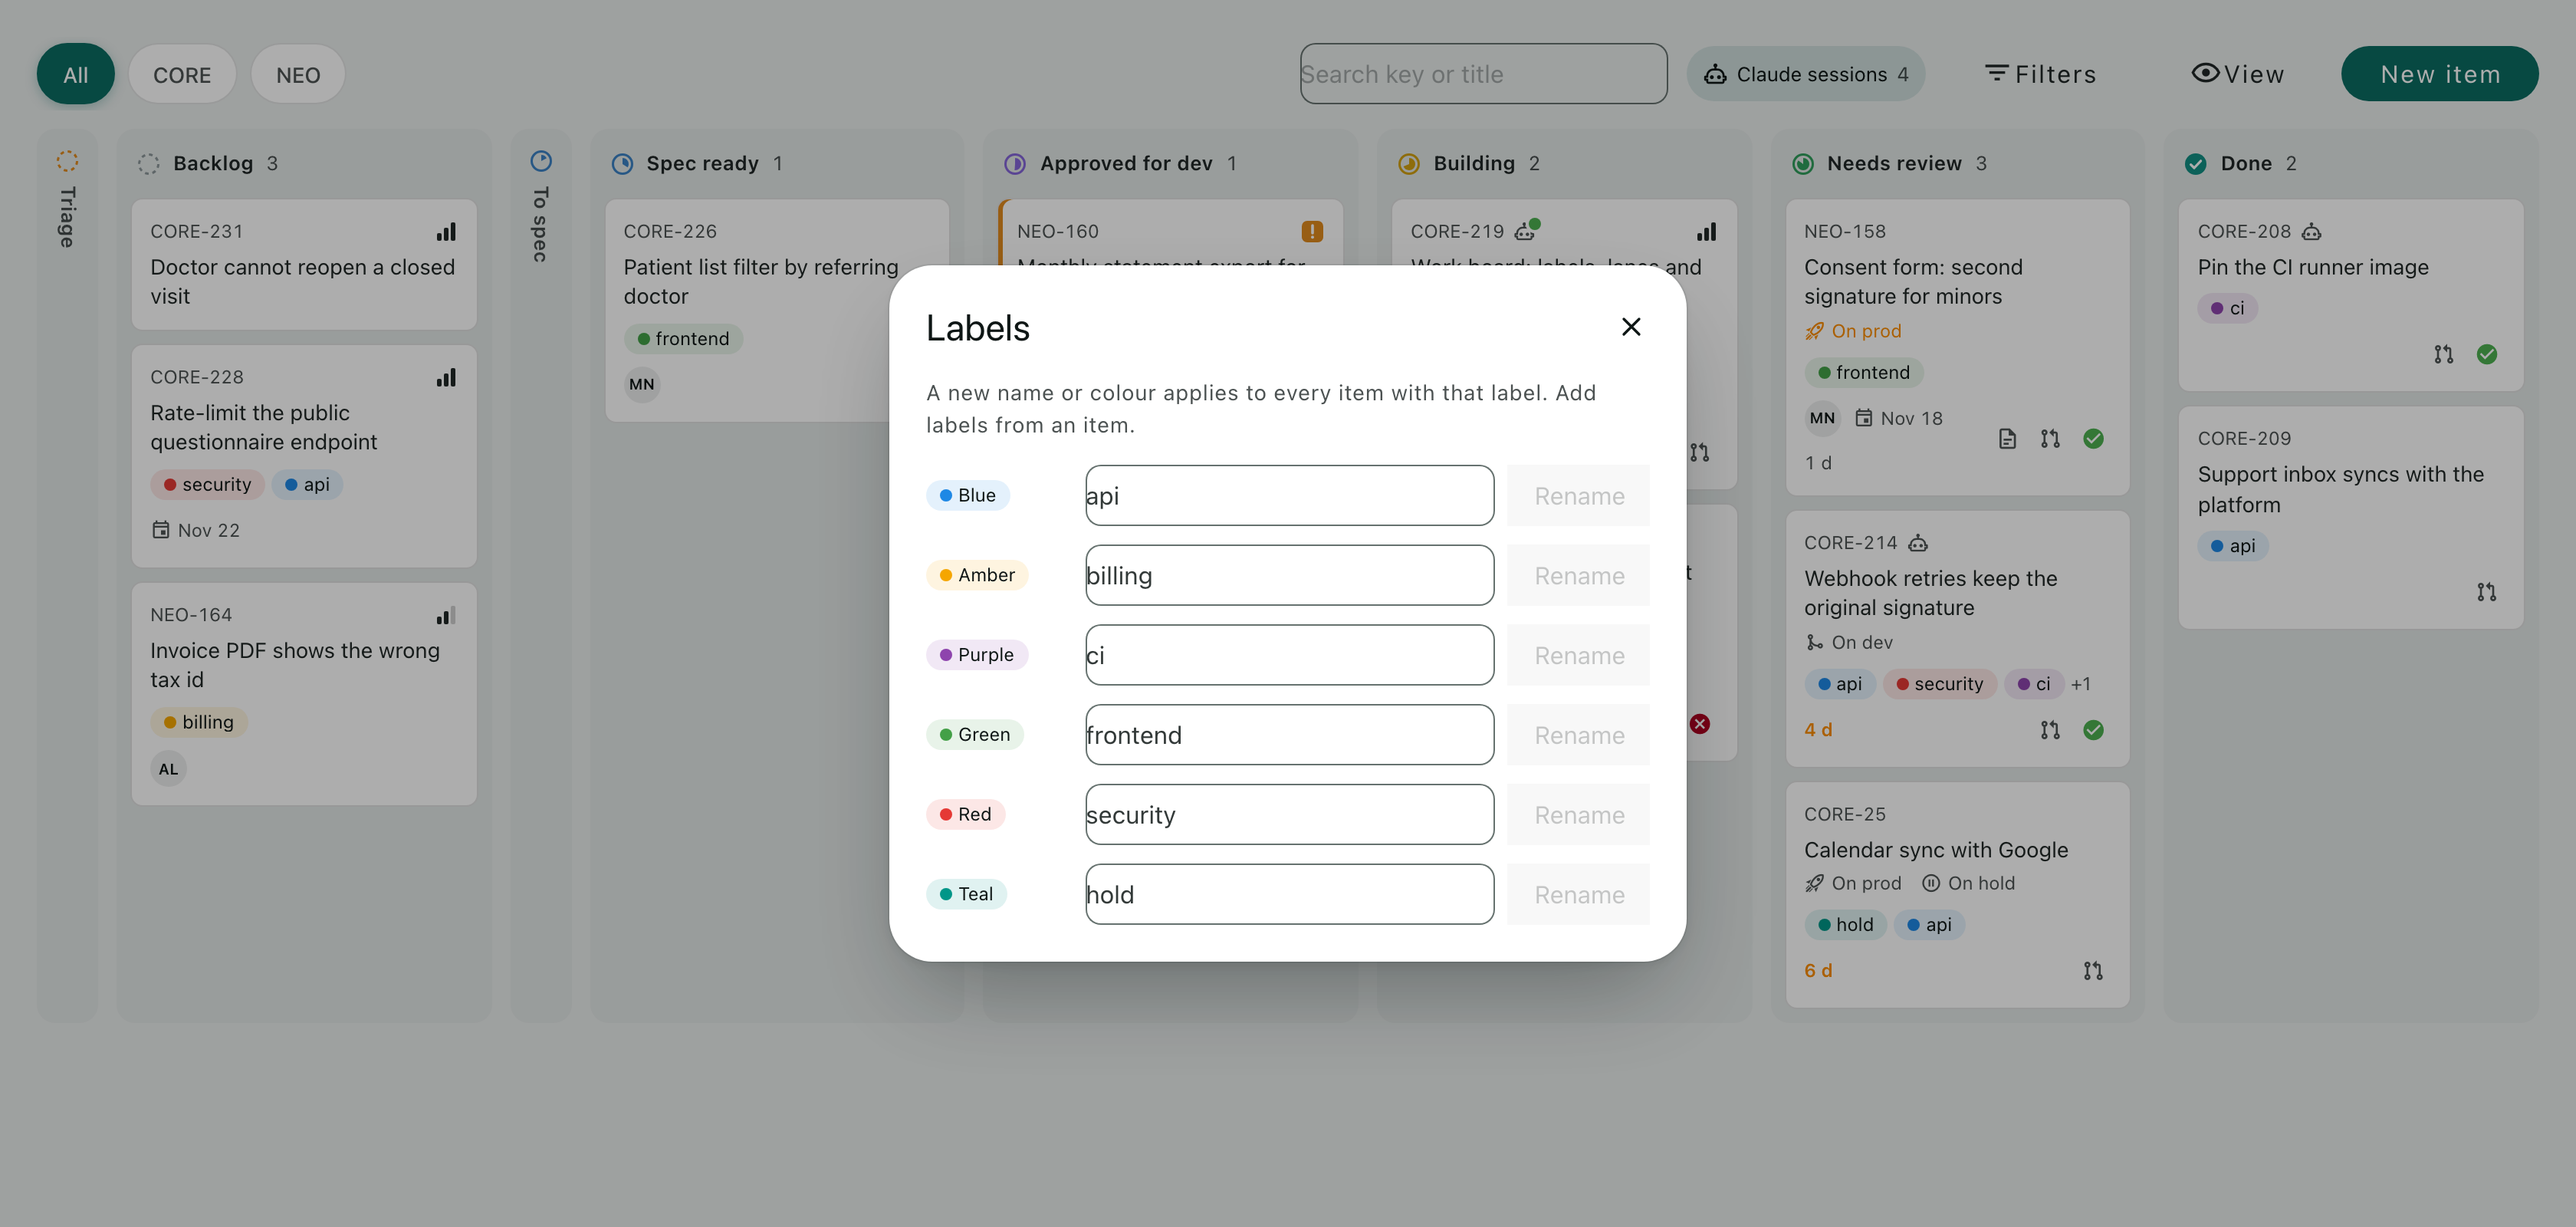 All CORE NEO Search key or title Claude sessions 4 Filters View New item
Triage
Backlog 3
CORE-231
Doctor cannot reopen a closed
visit
CORE-228
Rate-limit the public
questionnaire endpoint
security api
Nov 22
NEO-164
Invoice PDF shows the wrong
tax id
billing
AL
To spec
Spec ready 1
CORE-226
Patient list filter by referring
doctor
frontend
MN
Approved for dev 1
NEO-160
Monthly statement export for
Building 2
CORE-219
Work board: labels, lanes and
Needs review 3
NEO-158
Consent form: second
signature for minors
On prod
frontend
MN Nov 18
1 d
CORE-214
Webhook retries keep the
original signature
On dev
api security ci +1
4 d
CORE-25
Calendar sync with Google
On prod On hold
hold api
6 d
Done 2
CORE-208
Pin the CI runner image
ci
CORE-209
Support inbox syncs with the
platform
api
Labels
A new name or colour applies to every item with that label. Add
labels from an item.
Blue api Rename
Amber billing Rename
Purple ci Rename
Green frontend Rename
Red security Rename
Teal hold Rename